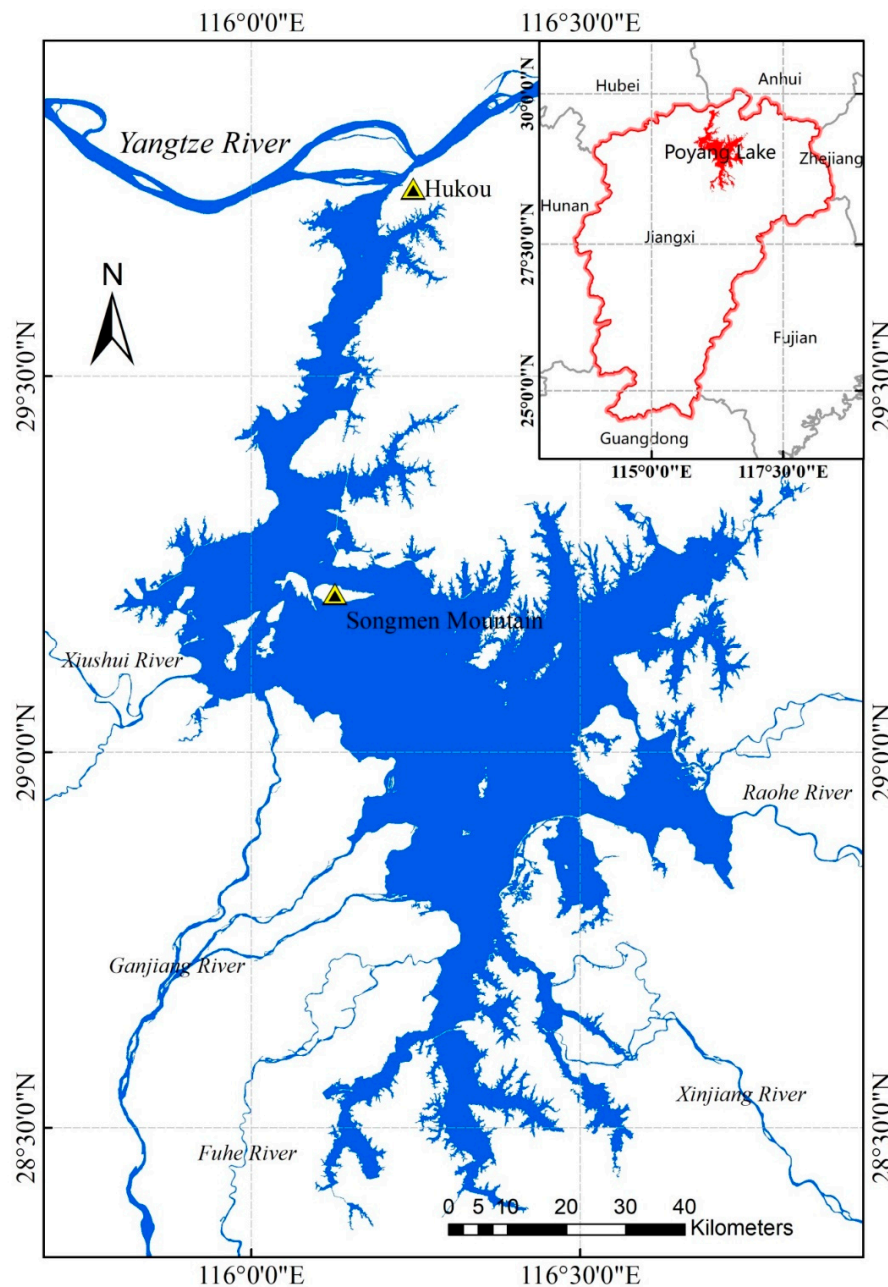 116°0'0"E
116°30'0"E
Hubei
Anhui
30°0'0"N
Yangtze River
Poyang Lake
Zhejiang
Hukou
Hunan
Jiangxi
27°30'0"N
N
Fujian
29°30'0"N
25°0'0"N
29°30'0"N
Guangdong
115°0'0"E
117°30'0"E
Songmen Mountain
Xiushui River
29°0'0"N
29°0'0"N
Raohe River
Ganjiang River
Xinjiang River
28°30'0"N
28°30'0"N
Fuhe River
0 5 10 20 30 40
Kilometers
116°0'0"E
116°30'0"E